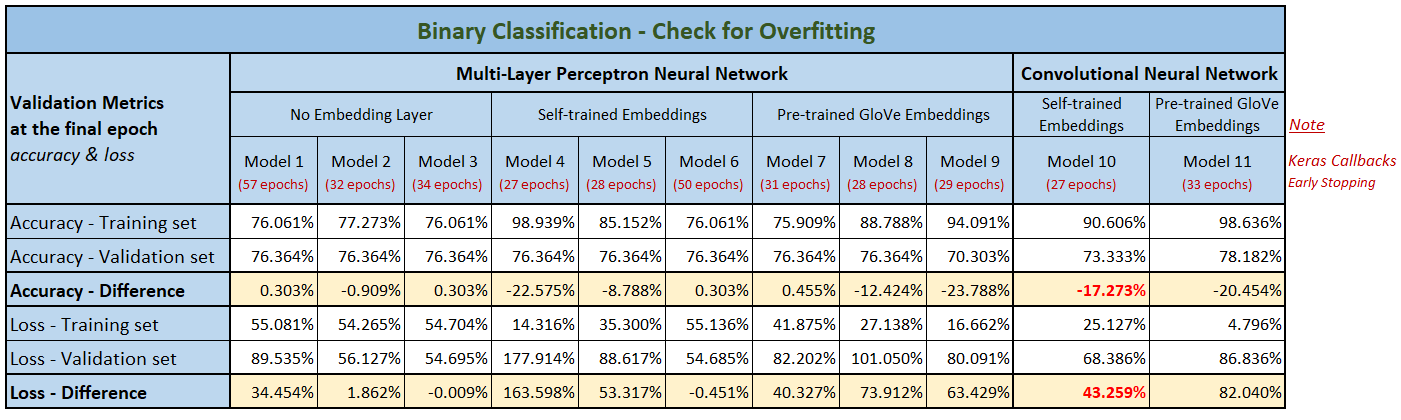 Binary Classification - Check for Overfitting
Validation Metrics
at the final epoch
accuracy & loss
Multi-Layer Perceptron Neural Network
Convolutional Neural Network
No Embedding Layer
Self-trained Embeddings
Pre-trained GloVe Embeddings
Self-trained
Embeddings
Pre-trained GloVe
Embeddings
Model 1 Model 2 Model 3 Model 4 Model 5 Model 6 Model 7 Model 8 Model 9 Model 10 Model 11
(57 epochs) (32 epochs) (34 epochs) (27 epochs) (28 epochs) (50 epochs) (31 epochs) (28 epochs) (29 epochs) (27 epochs) (33 epochs)
Accuracy - Training set 76.061% 77.273% 76.061% 98.939% 85.152% 76.061% 75.909% 88.788% 94.091% 90.606% 98.636%
Accuracy - Validation set 76.364% 76.364% 76.364% 76.364% 76.364% 76.364% 76.364% 76.364% 70.303% 73.333% 78.182%
Accuracy - Difference 0.303% -0.909% 0.303% -22.575% -8.788% 0.303% 0.455% -12.424% -23.788% -17.273% -20.454%
Loss - Training set 55.081% 54.265% 54.704% 14.316% 35.300% 55.136% 41.875% 27.138% 16.662% 25.127% 4.796%
Loss - Validation set 89.535% 56.127% 54.695% 177.914% 88.617% 54.685% 82.202% 101.050% 80.091% 68.386% 86.836%
Loss - Difference 34.454% 1.862% -0.009% 163.598% 53.317% -0.451% 40.327% 73.912% 63.429% 43.259% 82.040%
Note
Keras Callbacks
Early Stopping